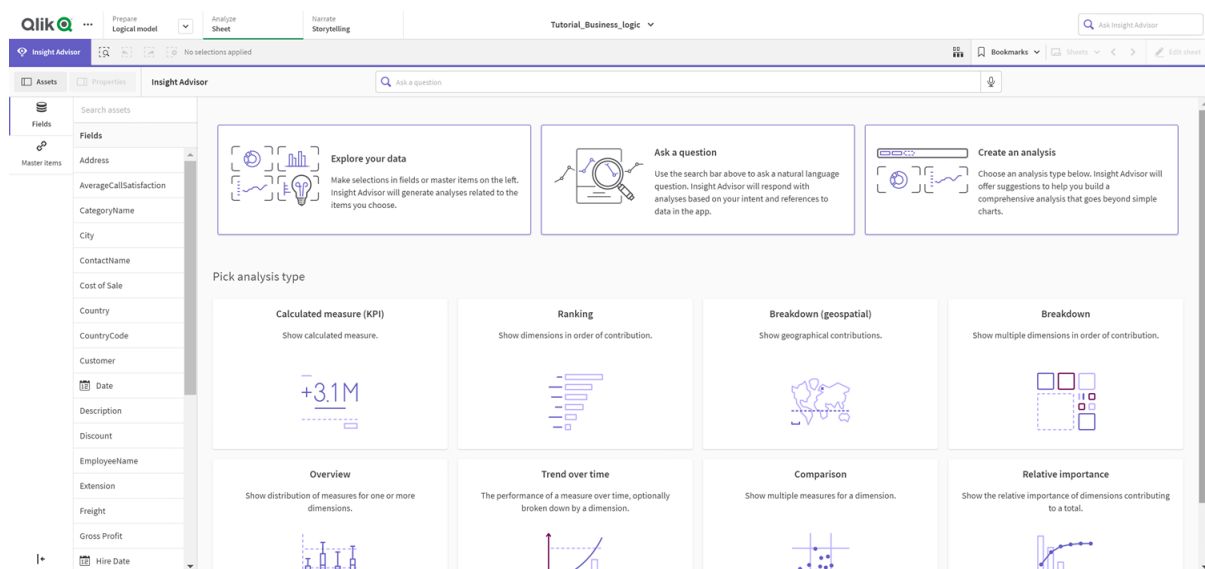 Qlik
Prepare
Logical model
Analyze
Sheet
Narrate
Storytelling
Tutorial_Business_logic
Ask Insight Advisor
Insight Advisor
No selections applied
Bookmarks
Sheets
Edit sheet
Assets
Properties
Insight Advisor
Ask a question
Fields
Master Items
Search assets
Fields
Address
AverageCallSatisfaction
CategoryName
City
ContactName
Cost of Sale
Country
CountryCode
Customer
Date
Description
Discount
EmployeeName
Extension
Freight
Gross Profit
Hire Date
Explore your data
Make selections in fields or master items on the left.
Insight Advisor will generate analyses related to the
items you choose.
Ask a question
Use the search bar above to ask a natural language
question. Insight Advisor will respond with
analyses based on your intent and references to
data in the app.
Create an analysis
Choose an analysis type below. Insight Advisor will
offer suggestions to help you build a
comprehensive analysis that goes beyond simple
charts.
Pick analysis type
Calculated measure (KPI)
Show calculated measure.
+3.1M
Ranking
Show dimensions in order of contribution.
Breakdown (geospatial)
Show geographical contributions.
Breakdown
Show multiple dimensions in order of contribution.
Overview
Show distribution of measures for one or more
dimensions.
Trend over time
The performance of a measure over time, optionally
broken down by a dimension.
Comparison
Show multiple measures for a dimension.
Relative importance
Show the relative importance of dimensions contributing
to a total.